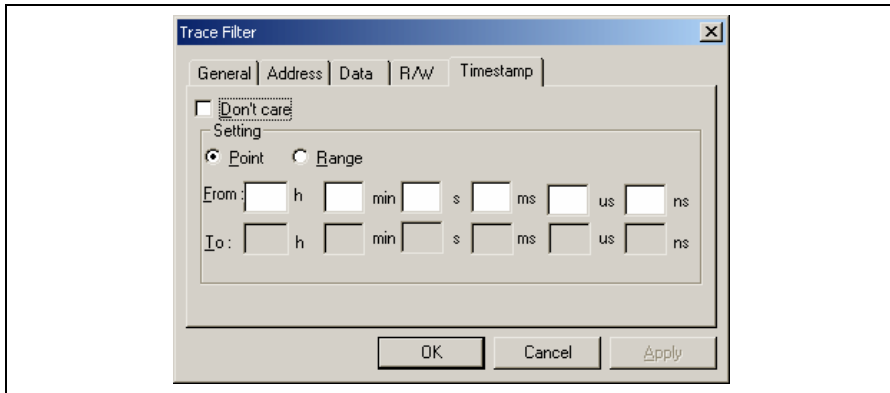 Trace Filter
General Address Data R/W Timestamp
Don't care
Setting
Point Range
From : h min s ms us ns
To : h min s ms us ns
OK Cancel Apply